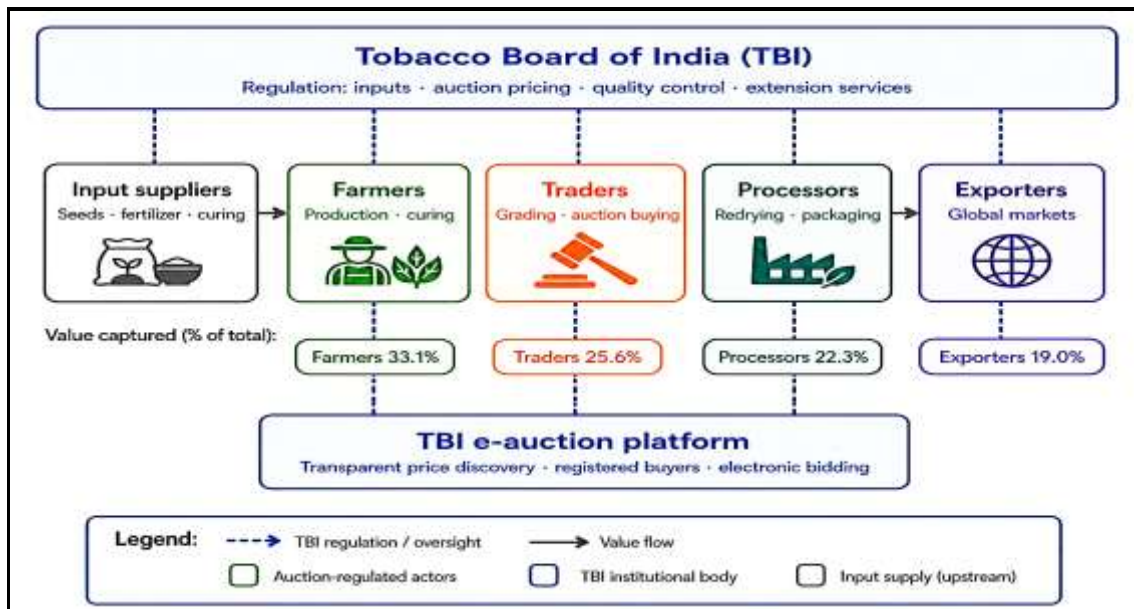 Tobacco Board of India (TBI)
Regulation: inputs · auction pricing · quality control · extension services
Input suppliers
Seeds · fertilizer · curing
Farmers
Production · curing
Traders
Grading · auction buying
Processors
Redrying · packaging
Exporters
Global markets
Value captured (% of total):
Farmers 33.1%
Traders 25.6%
Processors 22.3%
Exporters 19.0%
TBI e-auction platform
Transparent price discovery · registered buyers · electronic bidding
Legend:
TBI regulation / oversight
Value flow
Auction-regulated actors
TBI institutional body
Input supply (upstream)